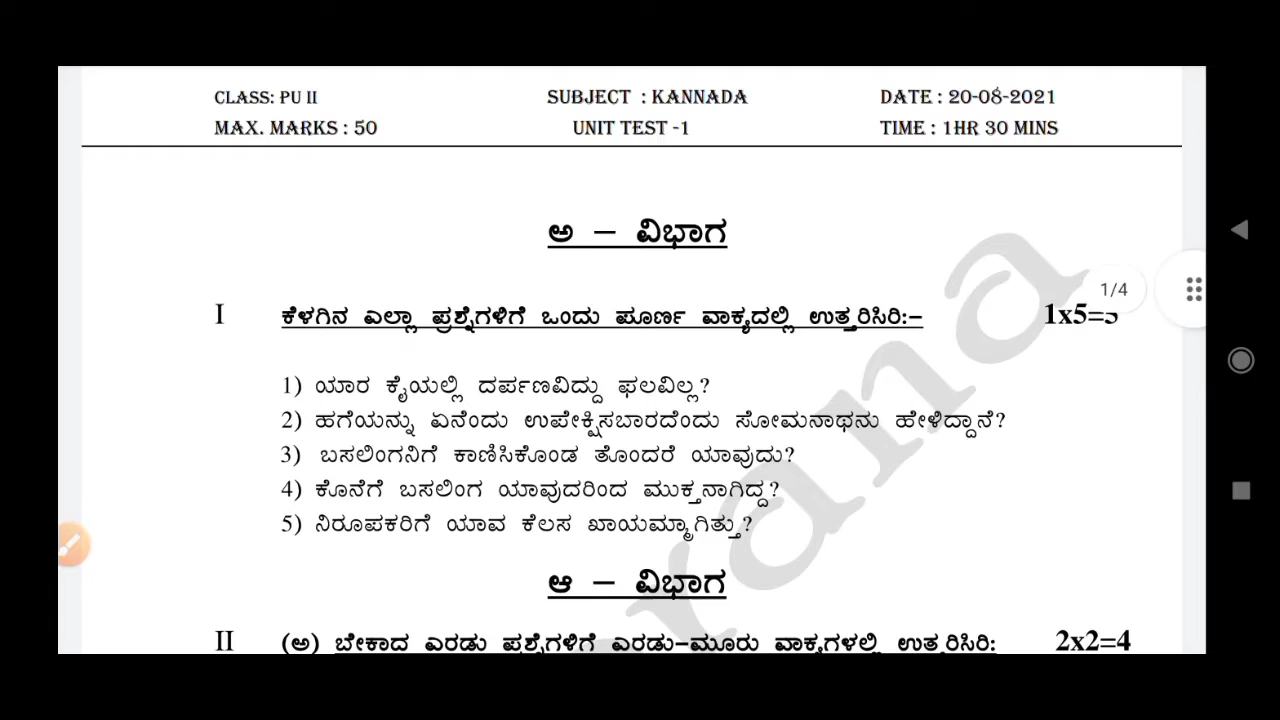 CLASS: PU II SUBJECT : KANNADA DATE : 20-08-2021
MAX. MARKS : 50 UNIT TEST -1 TIME : 1HR 30 MINS
ಅ – ವಿಭಾಗ
I ಕೆಳಗಿನ ಎಲ್ಲಾ ಪ್ರಶ್ನೆಗಳಿಗೆ ಒಂದು ಪೂರ್ಣ ವಾಕ್ಯದಲ್ಲಿ ಉತ್ತರಿಸಿರಿ:– 1x5=5
1/4
1) ಯಾರ ಕೈಯಲ್ಲಿ ದರ್ಪಣವಿದ್ದು ಫಲವಿಲ್ಲ?
2) ಹಗೆಯನ್ನು ಏನೆಂದು ಉಪೇಕ್ಷಿಸಬಾರದೆಂದು ಸೋಮನಾಥನು ಹೇಳಿದ್ದಾನೆ?
3) ಬಸಲಿಂಗನಿಗೆ ಕಾಣಿಸಿಕೊಂಡ ತೊಂದರೆ ಯಾವುದು?
4) ಕೊನೆಗೆ ಬಸಲಿಂಗ ಯಾವುದರಿಂದ ಮುಕ್ತನಾಗಿದ್ದ?
5) ನಿರೂಪಕರಿಗೆ ಯಾವ ಕೆಲಸ ಖಾಯಮ್ಮಾಗಿತ್ತು?
ಆ – ವಿಭಾಗ
II (ಅ) ಬೇಕಾದ ಎರಡು ಪ್ರಶ್ನೆಗಳಿಗೆ ಎರಡು–ಮೂರು ವಾಕ್ಯಗಳಲ್ಲಿ ಉತ್ತರಿಸಿರಿ: 2x2=4